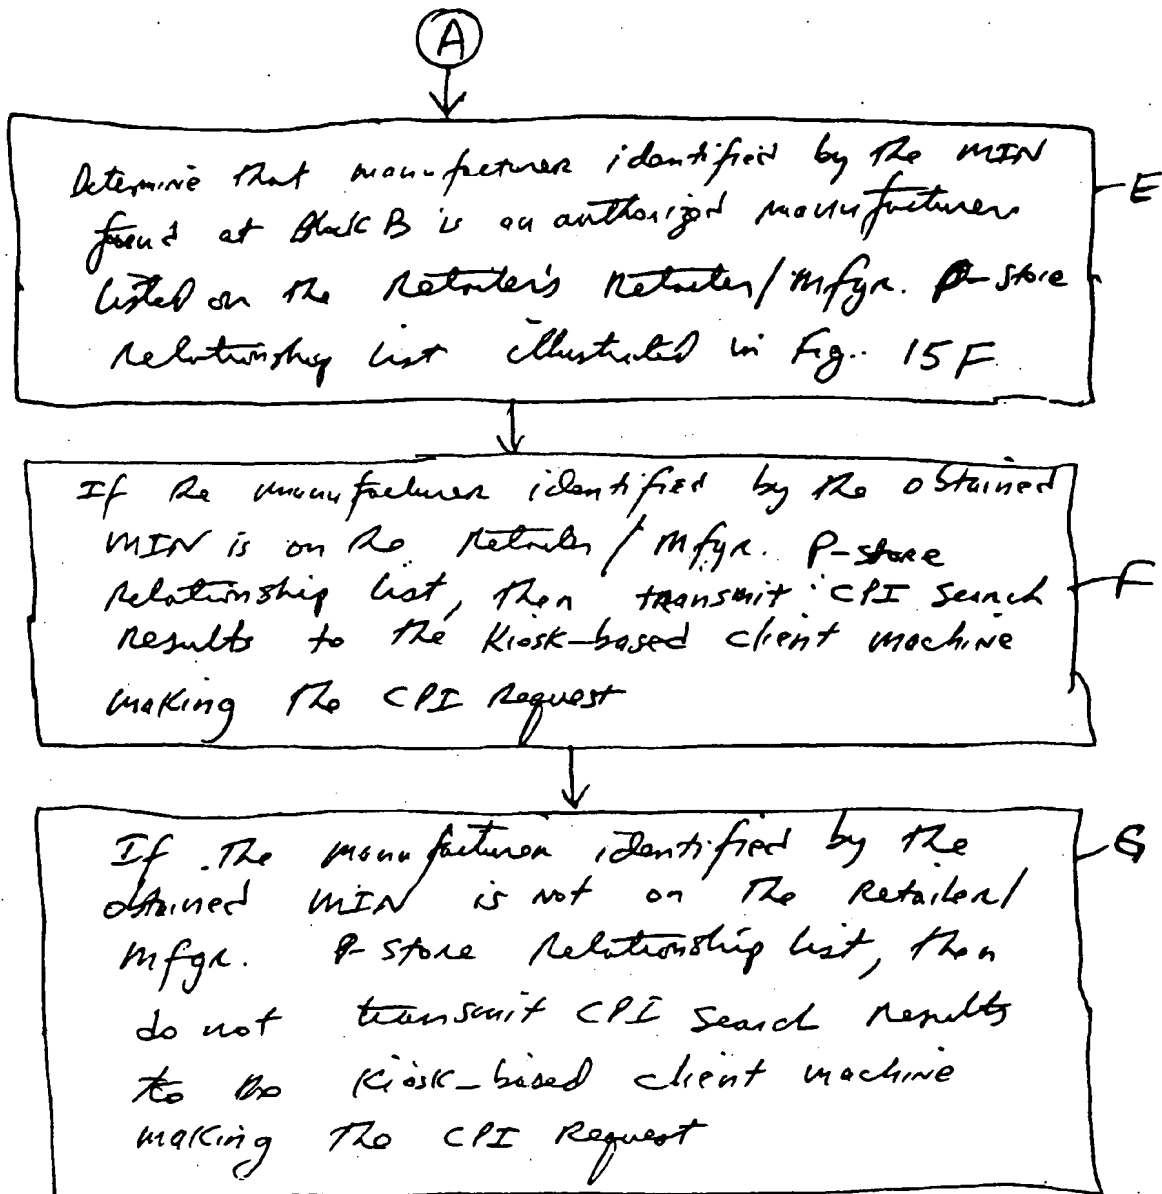 A
Determine that manufacturer identified by the MIN
found at Block B is an authorized manufacturer
E
listed on the Retailer's Retailer/Mfgr. P-store
relationship list illustrated in Fig. 15F
If the manufacturer identified by the obtained
MIN is on the Retailer/Mfgr. P-store
Relationship list, then transmit CPI Search
F
Results to the Kiosk-based client machine
making the CPI Request
If the manufacturer identified by the
G
obtained MIN is not on the Retailer/
Mfgr. P-store Relationship list, then
do not transmit CPI Search Results
to the Kiosk-based client machine
making the CPI Request